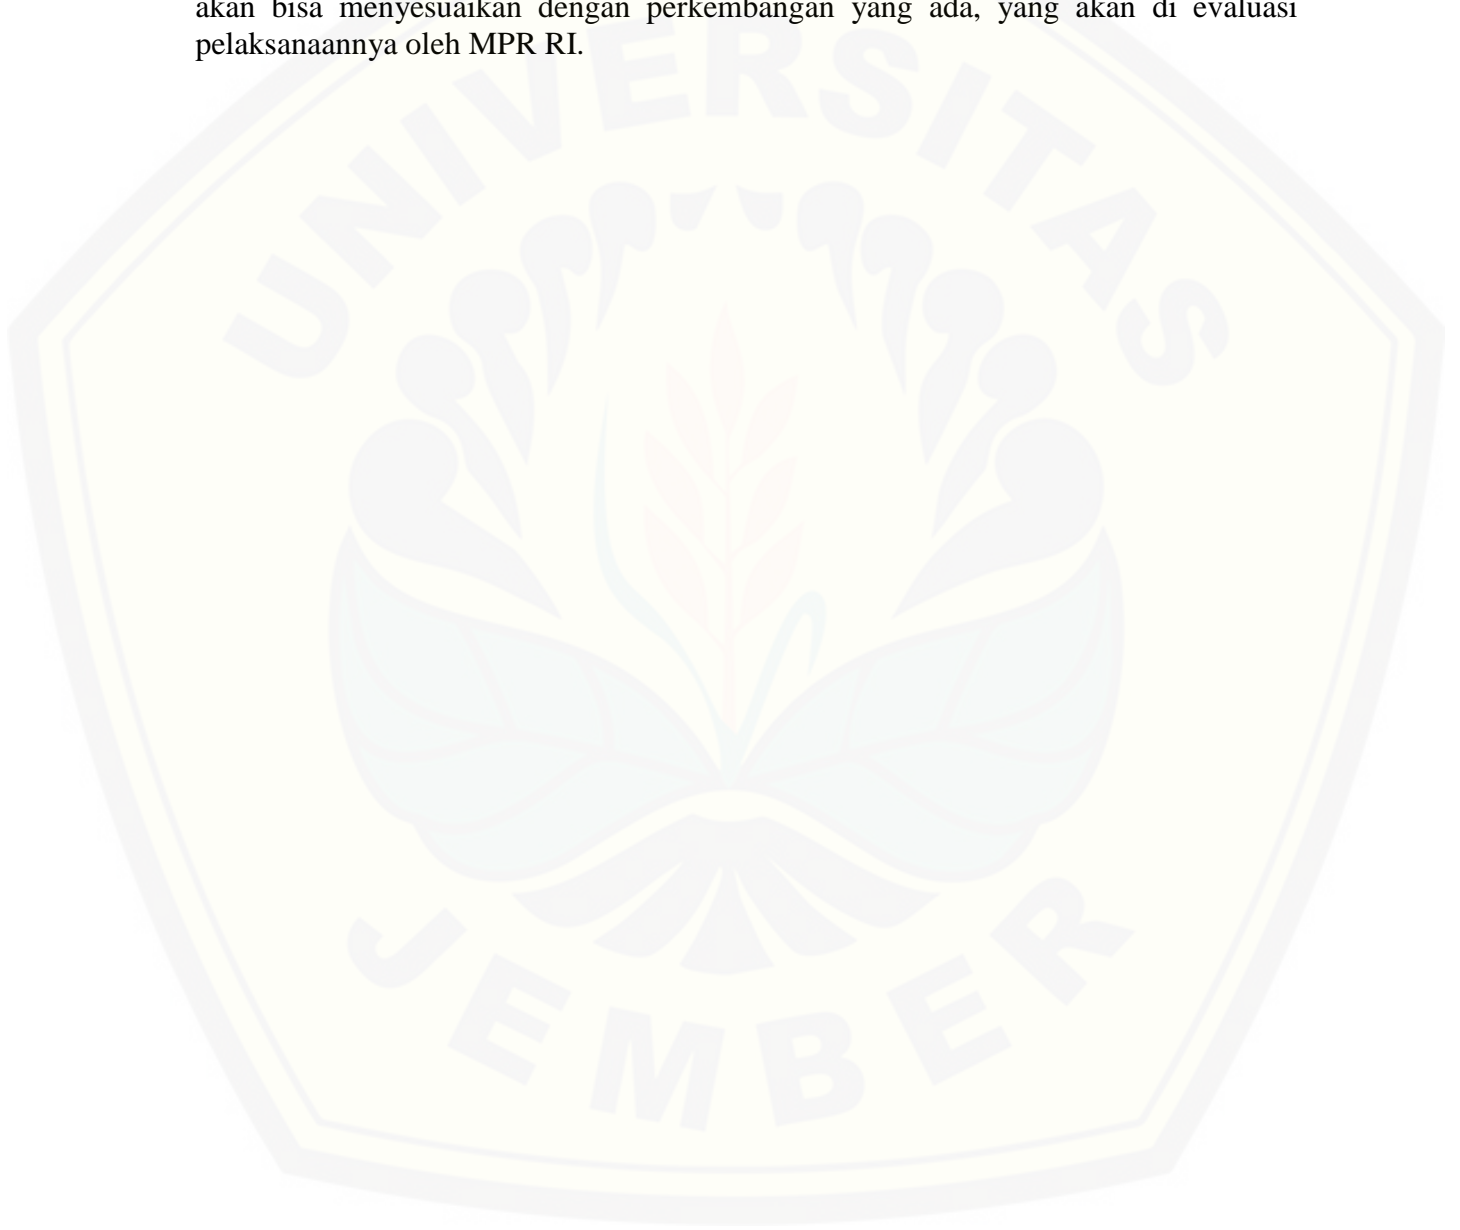 akan bisa menyesuaikan dengan perkembangan yang ada, yang akan di evaluasi
pelaksanaannya oleh MPR RI.
UNIVERSITAS
JEMBER